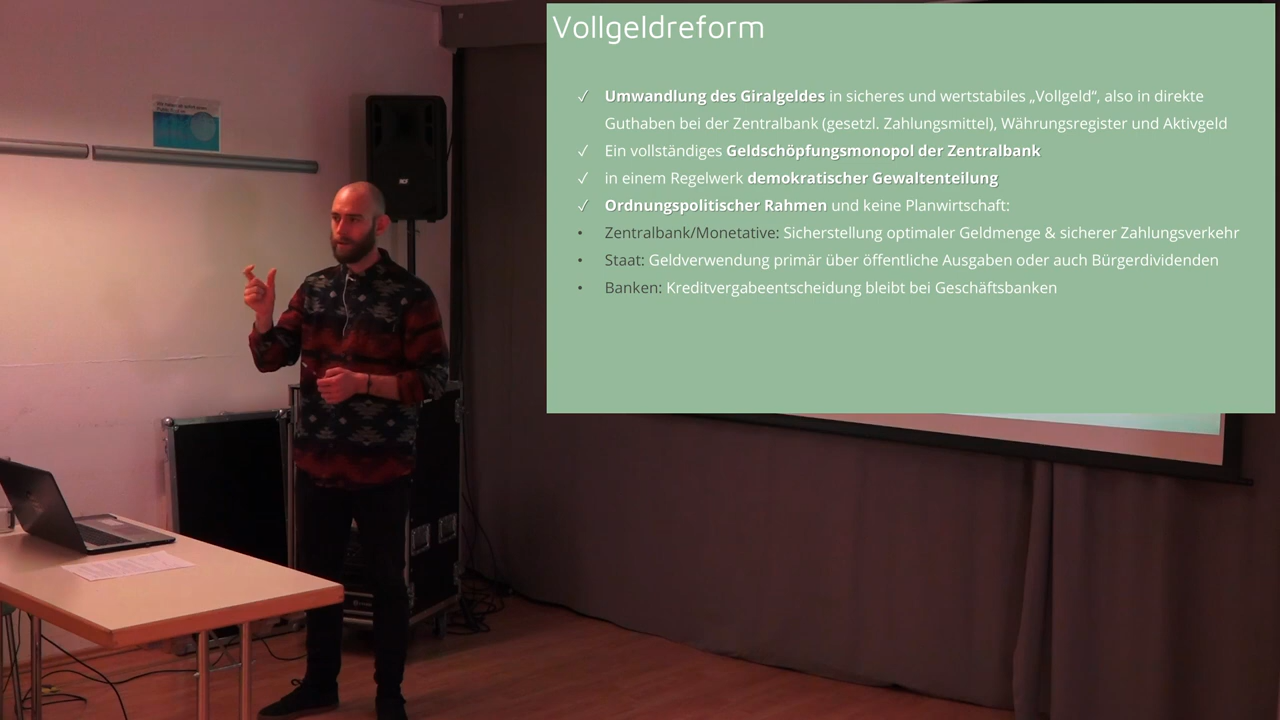 Vollgeldreform
✓ Umwandlung des Giralgeldes in sicheres und wertstabiles „Vollgeld“, also in direkte
Guthaben bei der Zentralbank (gesetzl. Zahlungsmittel), Währungsregister und Aktivgeld
✓ Ein vollständiges Geldschöpfungsmonopol der Zentralbank
✓ in einem Regelwerk demokratischer Gewaltenteilung
✓ Ordnungspolitischer Rahmen und keine Planwirtschaft:
• Zentralbank/Monetative: Sicherstellung optimaler Geldmenge & sicherer Zahlungsverkehr
• Staat: Geldverwendung primär über öffentliche Ausgaben oder auch Bürgerdividenden
• Banken: Kreditvergabeentscheidung bleibt bei Geschäftsbanken
RCF